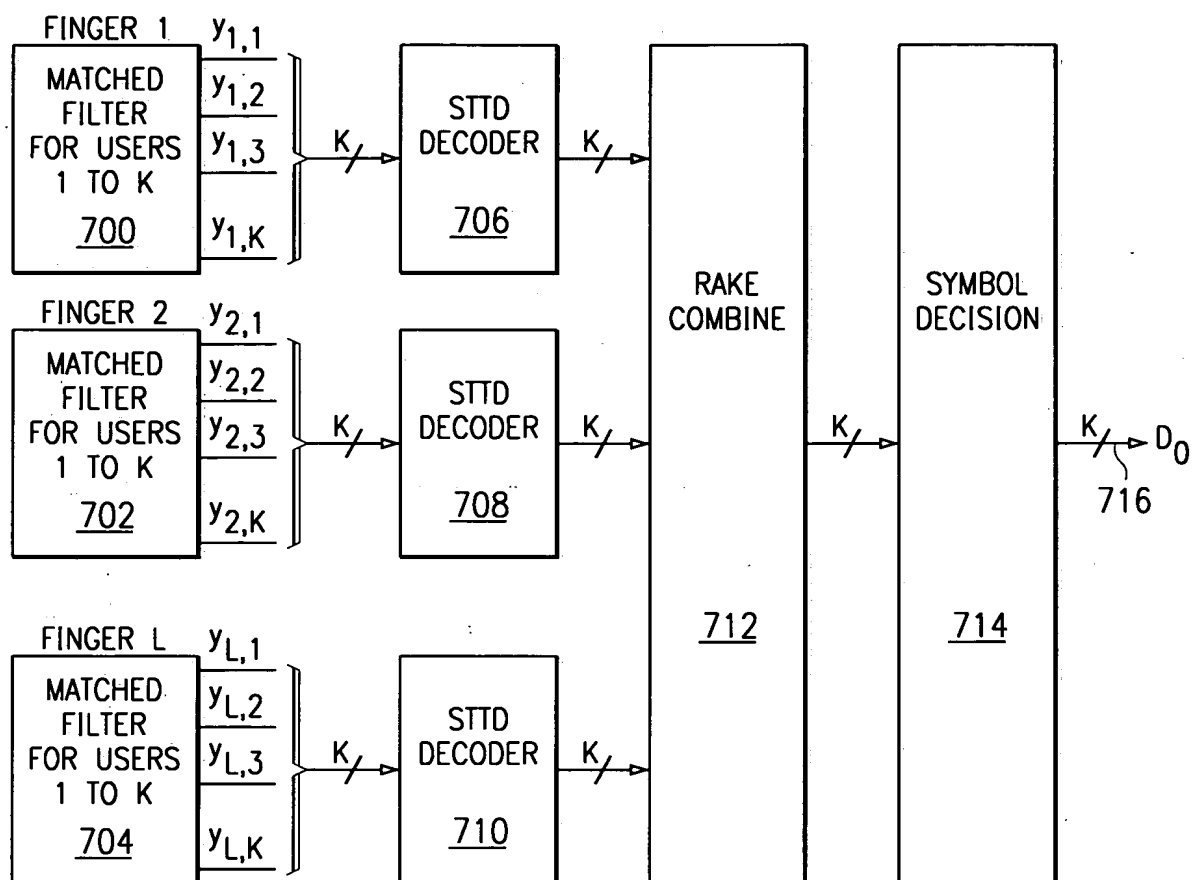 FINGER 1
MATCHED
FILTER
FOR USERS
1 TO K
700
y1,1
y1,2
y1,3
y1,K
K
STTD
DECODER
706
K
FINGER 2
MATCHED
FILTER
FOR USERS
1 TO K
702
y2,1
y2,2
y2,3
y2,K
K
STTD
DECODER
708
K
FINGER L
MATCHED
FILTER
FOR USERS
1 TO K
704
yL,1
yL,2
yL,3
yL,K
K
STTD
DECODER
710
K
RAKE
COMBINE
712
K
SYMBOL
DECISION
714
K
D0
716